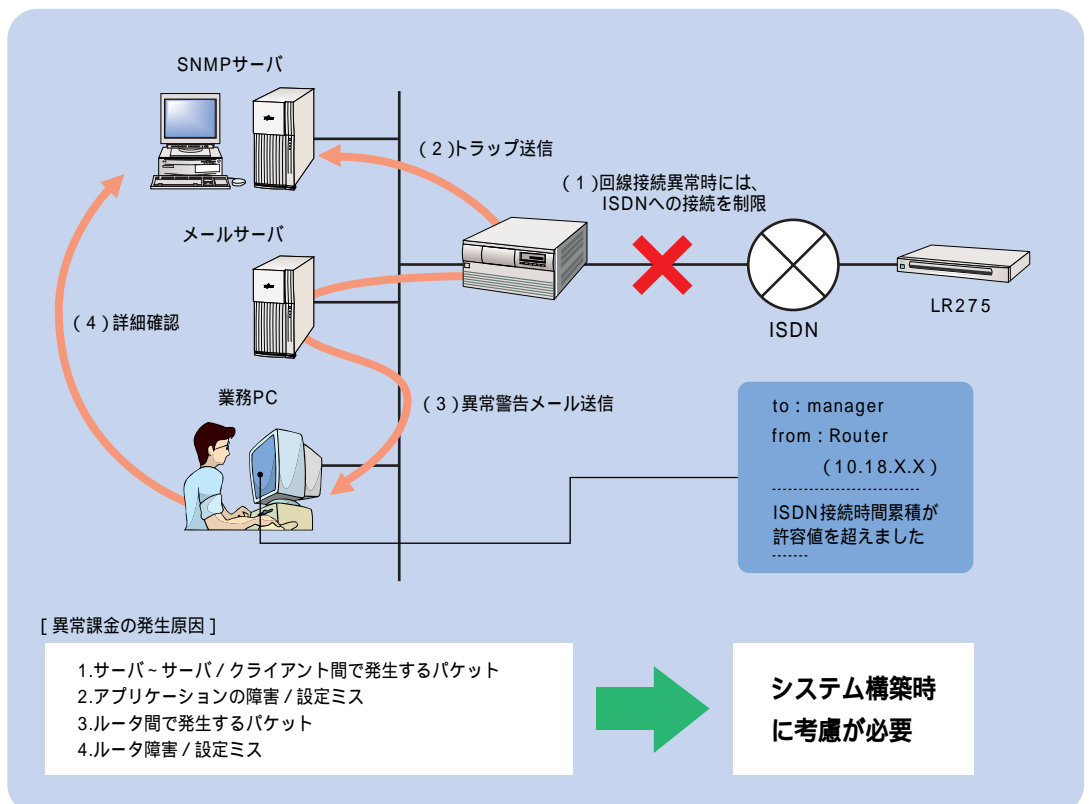 SNMPサーバ
(2)トラップ送信
(1)回線接続異常時には、
ISDNへの接続を制限
メールサーバ
(4)詳細確認
ISDN
LR275
業務PC
(3)異常警告メール送信
to:manager
from:Router
(10.18.X.X)
ISDN接続時間累積が
許容値を超えました
[異常課金の発生原因]
1.サーバ~サーバ/クライアント間で発生するパケット
2.アプリケーションの障害/設定ミス
3.ルータ間で発生するパケット
4.ルータ障害/設定ミス
システム構築時
に考慮が必要